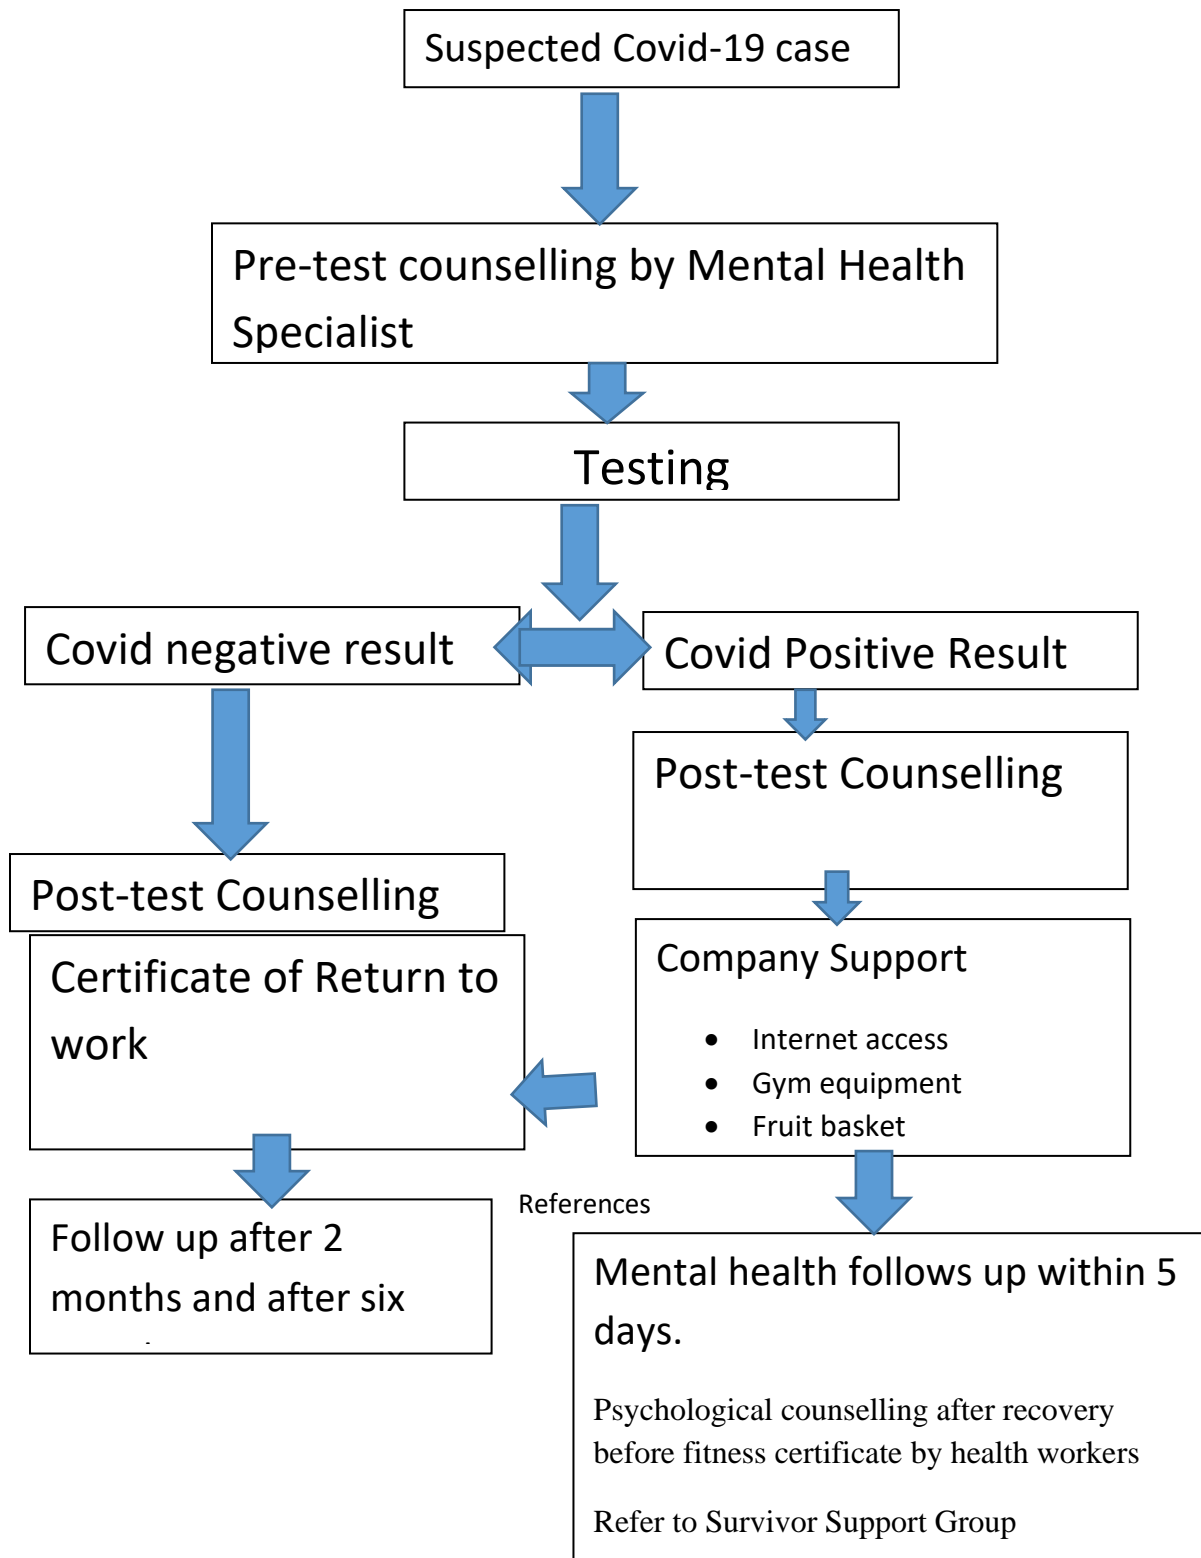 Suspected Covid-19 case
Pre-test counselling by Mental Health
Specialist
Testing
Covid negative result
Covid Positive Result
Post-test Counselling
Post-test Counselling
Company Support
• Internet access
• Gym equipment
• Fruit basket
Certificate of Return to
work
Follow up after 2
months and after six
References
Mental health follows up within 5
days.
Psychological counselling after recovery
before fitness certificate by health workers
Refer to Survivor Support Group